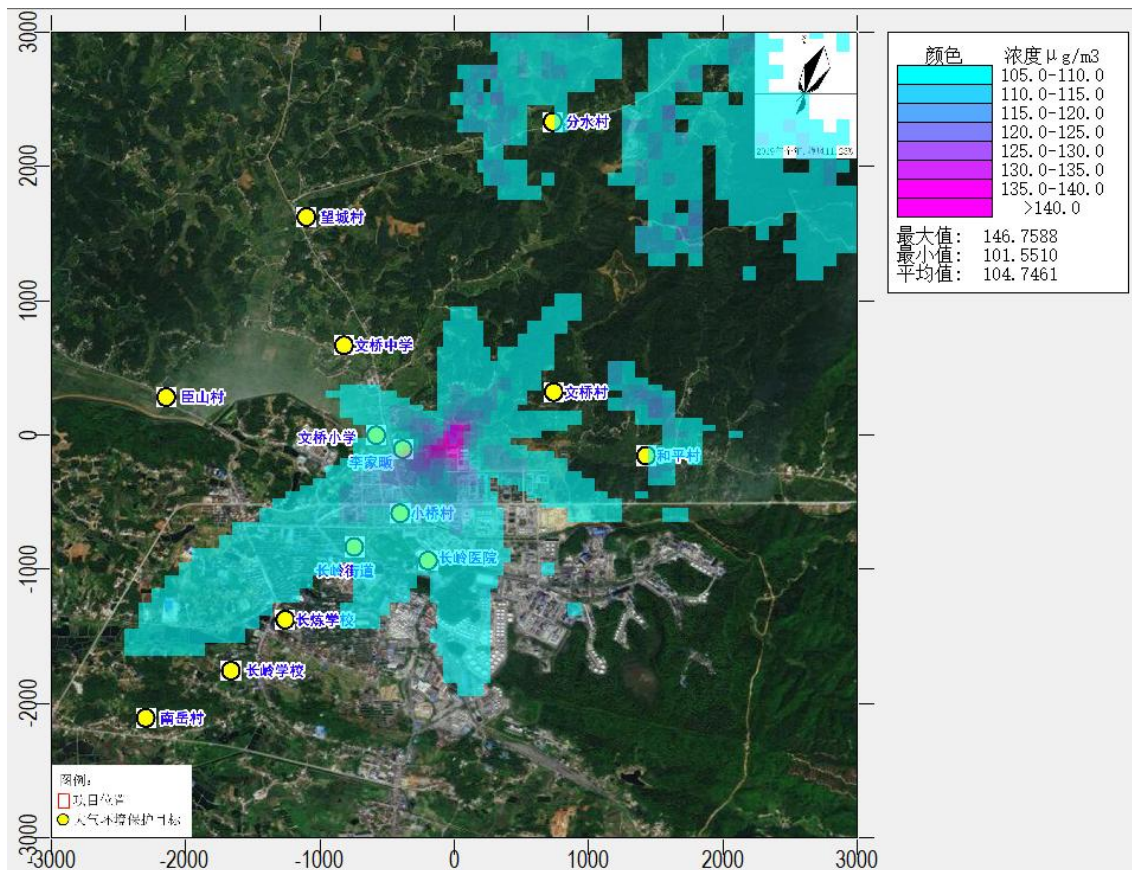 3000
2000
1000
0
-1000
-2000
-3000
-3000
-2000
-1000
0
1000
2000
3000
分水村
望城村
文桥中学
臣山村
文桥村
文桥小学
李家畈
和平村
小桥村
长岭街道
长岭医院
长炼学校
长岭学校
南岳村
图例:
项目位置
大气环境保护目标
颜色 浓度μg/m3
105.0-110.0
110.0-115.0
115.0-120.0
120.0-125.0
125.0-130.0
130.0-135.0
135.0-140.0
>140.0
最大值: 146.7588
最小值: 101.5510
平均值: 104.7461